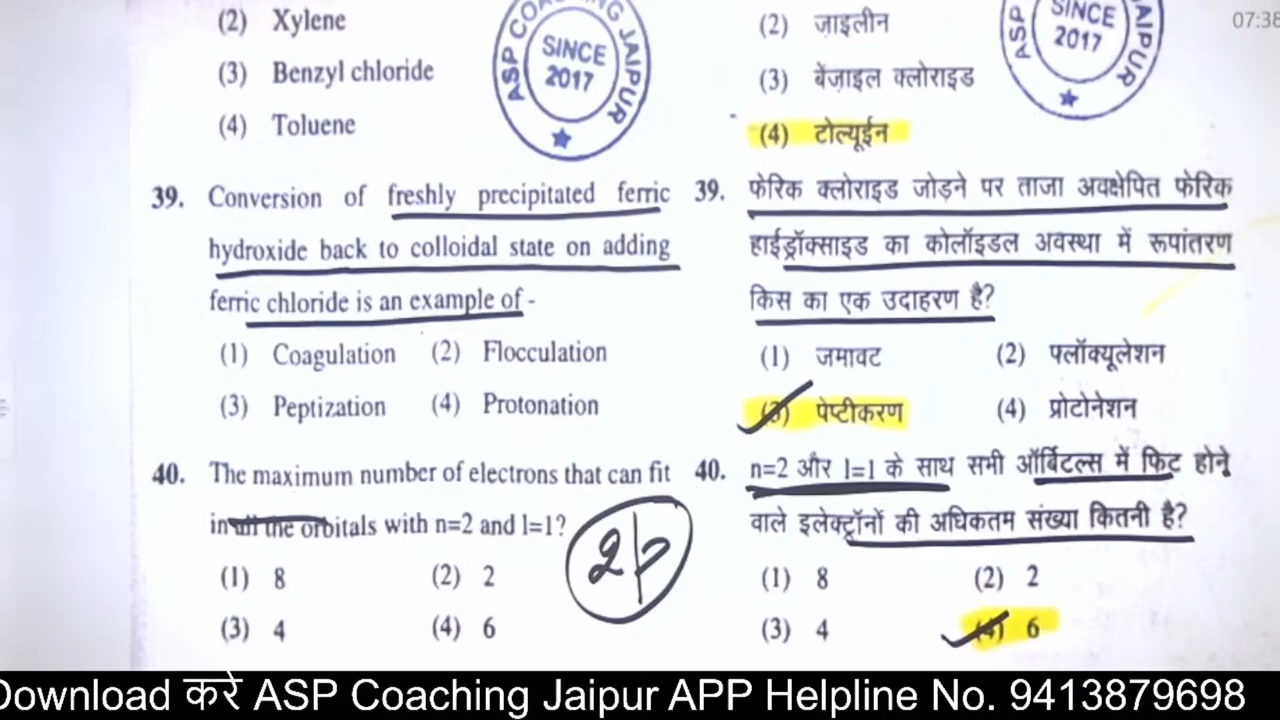 (2) Xylene
(3) Benzyl chloride
(4) Toluene
ASP COACHING JAIPUR
SINCE
2017
39. Conversion of freshly precipitated ferric
hydroxide back to colloidal state on adding
ferric chloride is an example of -
(1) Coagulation (2) Flocculation
(3) Peptization (4) Protonation
40. The maximum number of electrons that can fit
in all the orbitals with n=2 and l=1?
2p
(1) 8 (2) 2
(3) 4 (4) 6
(2) ज़ाइलीन
(3) बेंज़ाइल क्लोराइड
(4) टोल्यूईन
ASP
JAIPUR
SINCE
2017
07:38
39. फेरिक क्लोराइड जोड़ने पर ताजा अवक्षेपित फेरिक
हाईड्रॉक्साइड का कोलॉइडल अवस्था में रूपांतरण
किस का एक उदाहरण है?
(1) जमावट (2) फ्लॉक्यूलेशन
(3) पेप्टीकरण (4) प्रोटोनेशन
40. n=2 और l=1 के साथ सभी ऑर्बिटल्स में फिट होने
वाले इलेक्ट्रॉनों की अधिकतम संख्या कितनी है?
(1) 8 (2) 2
(3) 4 (4) 6
Download करे ASP Coaching Jaipur APP Helpline No. 9413879698